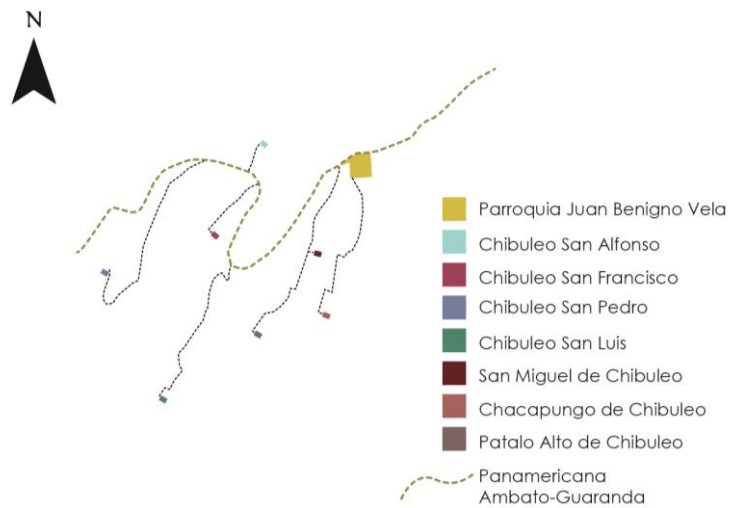 N
Parroquia Juan Benigno Vela
Chibuleo San Alfonso
Chibuleo San Francisco
Chibuleo San Pedro
Chibuleo San Luis
San Miguel de Chibuleo
Chacapungo de Chibuleo
Patalo Alto de Chibuleo
Panamericana
Ambato-Guaranda